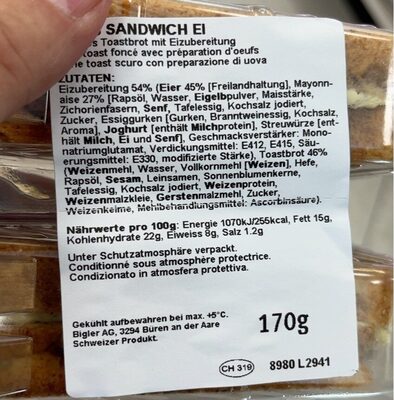 SANDWICH EI
Toastbrot mit Eizubereitung
toast foncé avec préparation d'oeufs
toast scuro con preparazione di uova
ZUTATEN:
Eizubereitung 54% (Eier 45% [Freilandhaltung], Mayonn-
aise 27% [Rapsöl, Wasser, Eigelbpulver, Maisstärke,
Zichorienfasern, Senf, Tafelessig, Kochsalz jodiert,
Zucker, Essiggurken [Gurken, Branntweinessig, Kochsalz,
Aroma], Joghurt [enthält Milchprotein], Streuwürze [ent-
hält Milch, Ei und Senf], Geschmacksverstärker: Mono-
natriumglutamat, Verdickungsmittel: E412, E415, Säu-
erungsmittel: E330, modifizierte Stärke), Toastbrot 46%
(Weizenmehl, Wasser, Vollkornmehl [Weizen], Hefe,
Rapsöl, Sesam, Leinsamen, Sonnenblumenkerne,
Tafelessig, Kochsalz jodiert, Weizenprotein,
Weizenmalzkleie, Gerstenmalzmehl, Zucker,
Weizenkeime, Mehlbehandlungsmittel: Ascorbinsäure).
Nährwerte pro 100g: Energie 1070kJ/255kcal, Fett 15g,
Kohlenhydrate 22g, Eiweiss 8g, Salz 1.2g
Unter Schutzatmosphäre verpackt.
Conditionné sous atmosphère protectrice.
Condizionato in atmosfera protettiva.
Gekühlt aufbewahren bei max. +5°C.
Bigler AG, 3294 Büren an der Aare
Schweizer Produkt.
170g
CH 319
8980 L2941